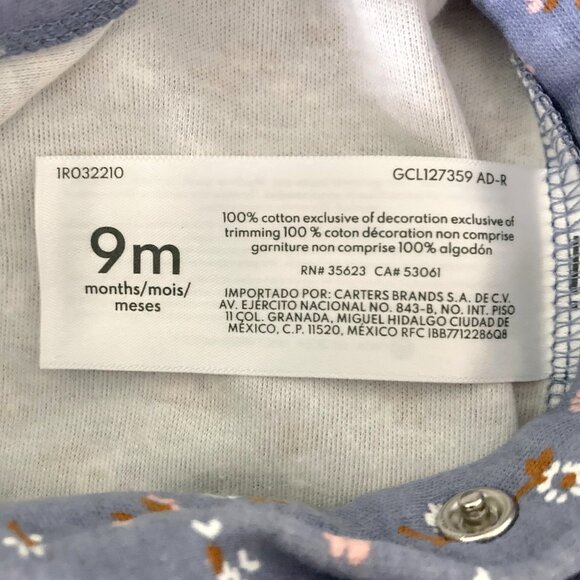 1R032210
GCL127359 AD-R
9m
months/mois/
meses
100% cotton exclusive of decoration exclusive of
trimming 100 % coton décoration non comprise
garniture non comprise 100% algodón
RN# 35623 CA# 53061
IMPORTADO POR: CARTERS BRANDS S.A. DE C.V.
AV. EJÉRCITO NACIONAL NO. 843-B, NO. INT. PISO
11 COL. GRANADA, MIGUEL HIDALGO CIUDAD DE
MÉXICO, C.P. 11520, MÉXICO RFC IBB7712286Q8